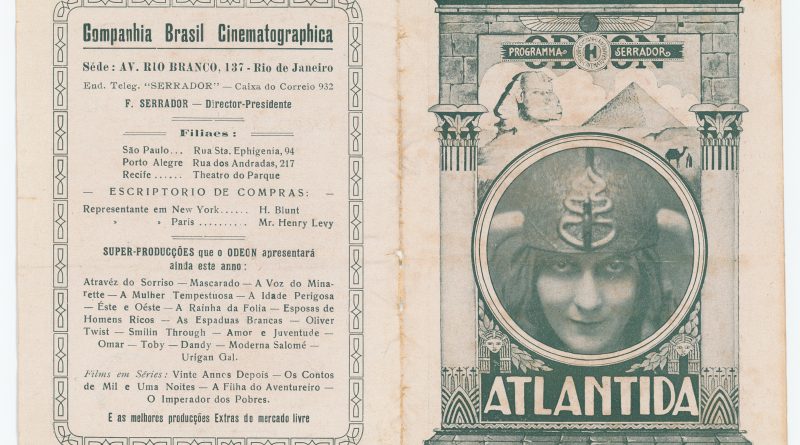 Companhia Brasil Cinematographica
Séde: AV. RIO BRANCO, 137 - Rio de Janeiro
End. Teleg. “SERRADOR” — Caixa do Correio 932
F. SERRADOR — Director-Presidente
Filiaes:
São Paulo... Rua Sta. Ephigenia, 94
Porto Alegre Rua dos Andradas, 217
Recife ...... Theatro do Parque
— ESCRIPTORIO DE COMPRAS: —
Representante em New York...... H. Blunt
» » Paris .......... Mr. Henry Levy
SUPER-PRODUCÇÕES que o ODEON apresentará
ainda este anno:
Atravéz do Sorriso — Mascarado — A Voz do Mina-
rette — A Mulher Tempestuosa — A Idade Perigosa
— Éste e Oéste — A Rainha da Folia — Esposas de
Homens Ricos — As Espaduas Brancas — Oliver
Twist — Smilin Through — Amor e Juventude —
Omar — Toby — Dandy — Moderna Salomé —
Urigan Gal.
Films em Séries: Vinte Annos Depois — Os Contos
de Mil e Uma Noites — A Filha do Aventureiro —
O Imperador dos Pobres.
E as melhores producções Extras do mercado livre
ODEON
PROGRAMMA SERRADOR
ATLANTIDA